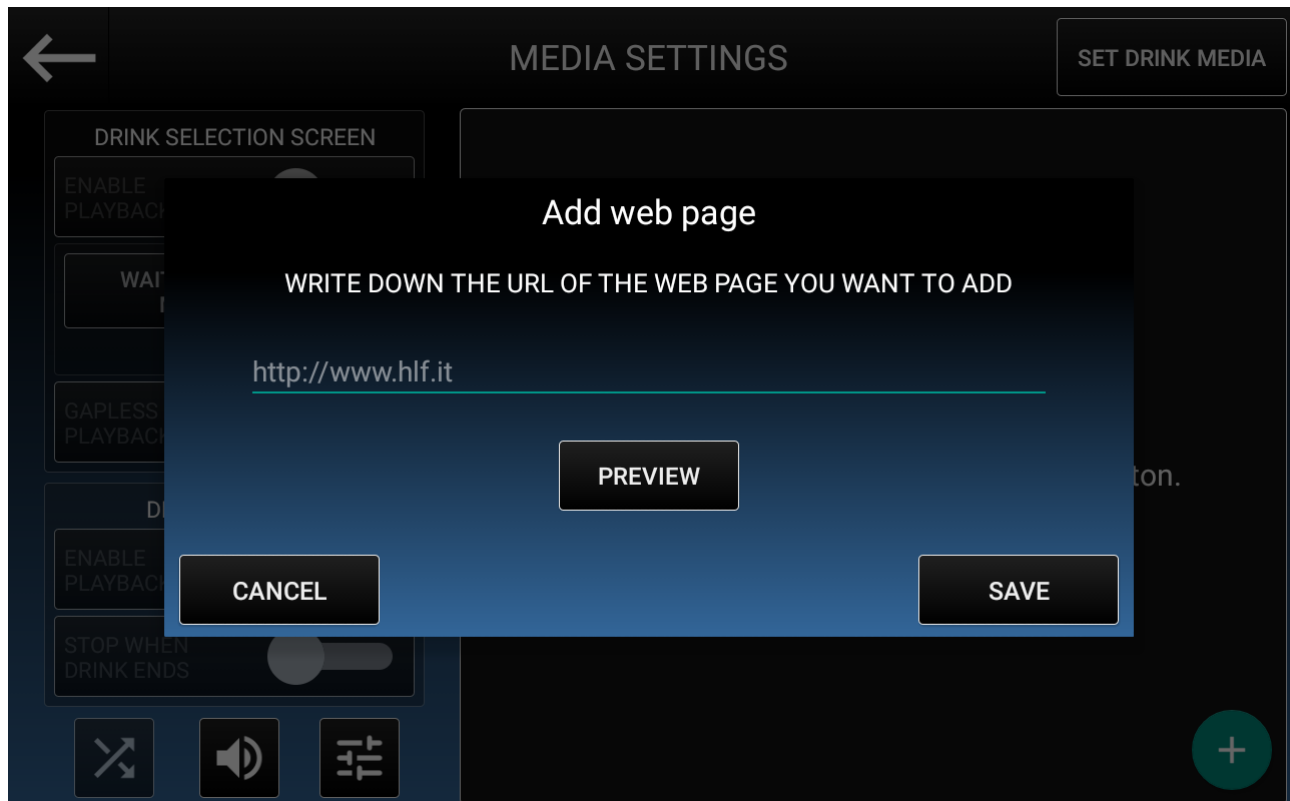 MEDIA SETTINGS
SET DRINK MEDIA
DRINK SELECTION SCREEN
ENABLE
PLAYBACK
Add web page
WRITE DOWN THE URL OF THE WEB PAGE YOU WANT TO ADD
WAIT
http://www.hlf.it
GAPLESS
PLAYBACK
PREVIEW
ton.
ENABLE
PLAYBACK
CANCEL
SAVE
STOP WHEN
DRINK ENDS